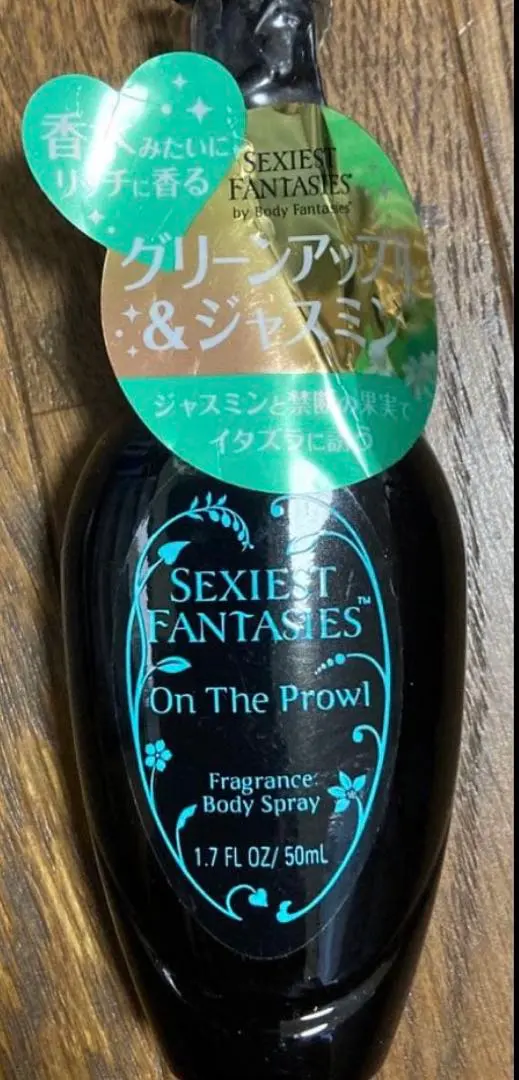 香水みたいに
リッチに香る
SEXIEST
FANTASIES®
by Body Fantasies®
グリーンアップル
&ジャスミン
ジャスミンと禁断の果実で
イタズラに誘う
SEXIEST
FANTASIES™
On The Prowl
Fragrance
Body Spray
1.7 FL OZ/ 50mL